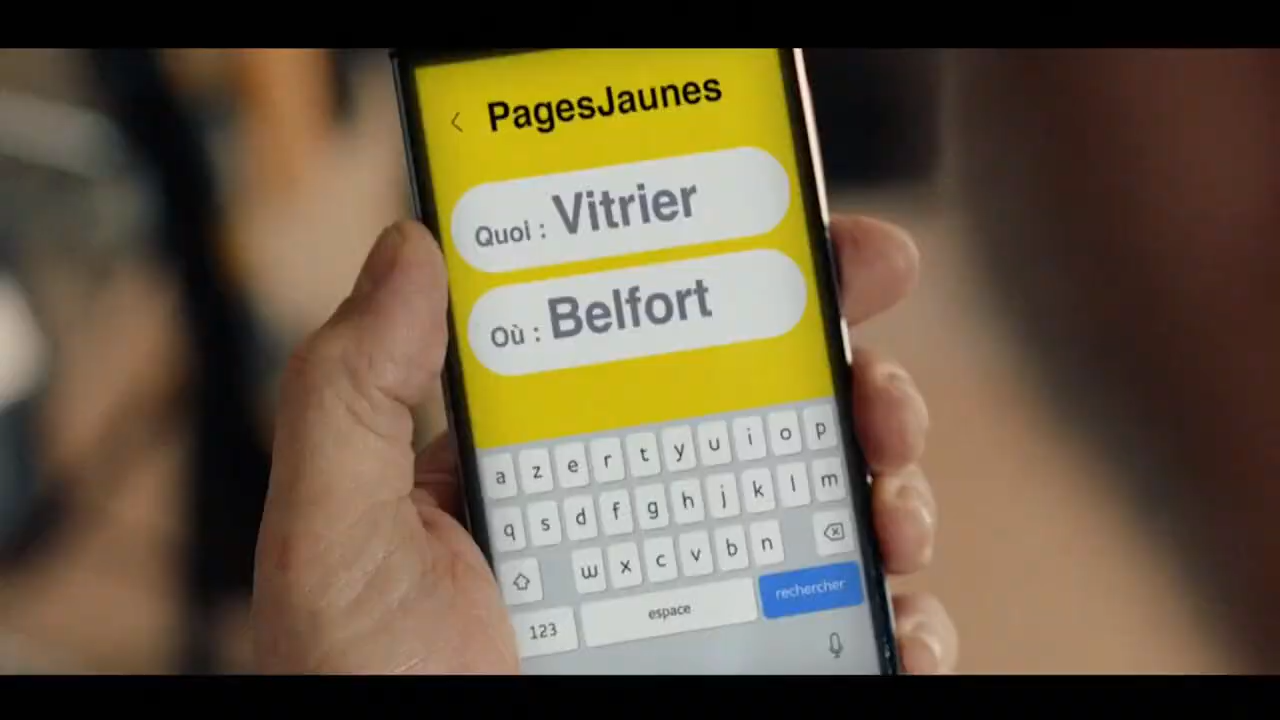 PagesJaunes
Quoi : Vitrier
Où : Belfort
a z e r t y u i o p
q s d f g h j k l m
w x c v b n
123 espace rechercher